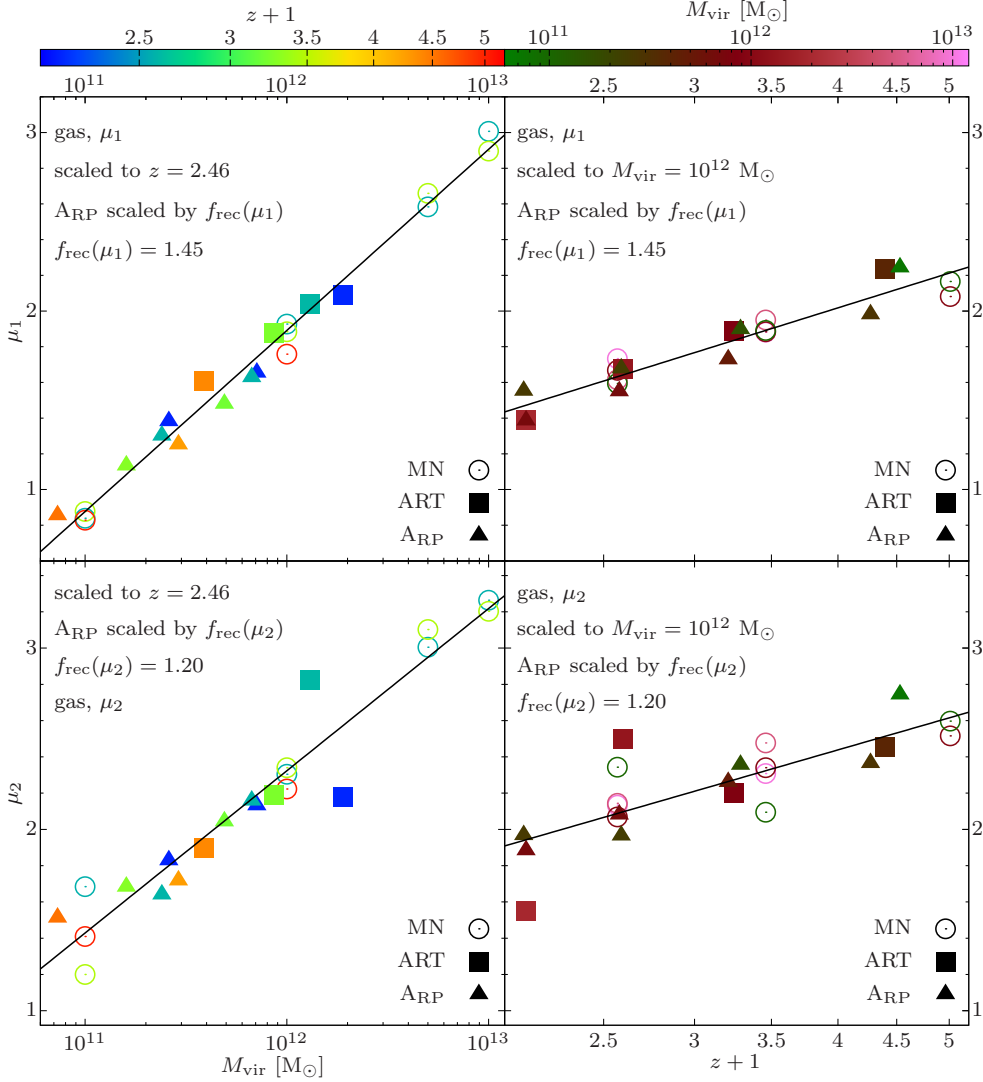 z + 1
M_vir [M_⊙]
2.5 3 3.5 4 4.5 5
10^11 10^12 10^13
10^11 10^12 10^13
2.5 3 3.5 4 4.5 5
gas, μ_1
scaled to z = 2.46
A_RP scaled by f_rec(μ_1)
f_rec(μ_1) = 1.45
MN
ART
A_RP
μ_1
3
2
1
gas, μ_1
scaled to M_vir = 10^12 M_⊙
A_RP scaled by f_rec(μ_1)
f_rec(μ_1) = 1.45
MN
ART
A_RP
3
2
1
scaled to z = 2.46
A_RP scaled by f_rec(μ_2)
f_rec(μ_2) = 1.20
gas, μ_2
MN
ART
A_RP
μ_2
3
2
1
gas, μ_2
scaled to M_vir = 10^12 M_⊙
A_RP scaled by f_rec(μ_2)
f_rec(μ_2) = 1.20
MN
ART
A_RP
3
2
1
10^11 10^12 10^13
M_vir [M_⊙]
2.5 3 3.5 4 4.5 5
z + 1